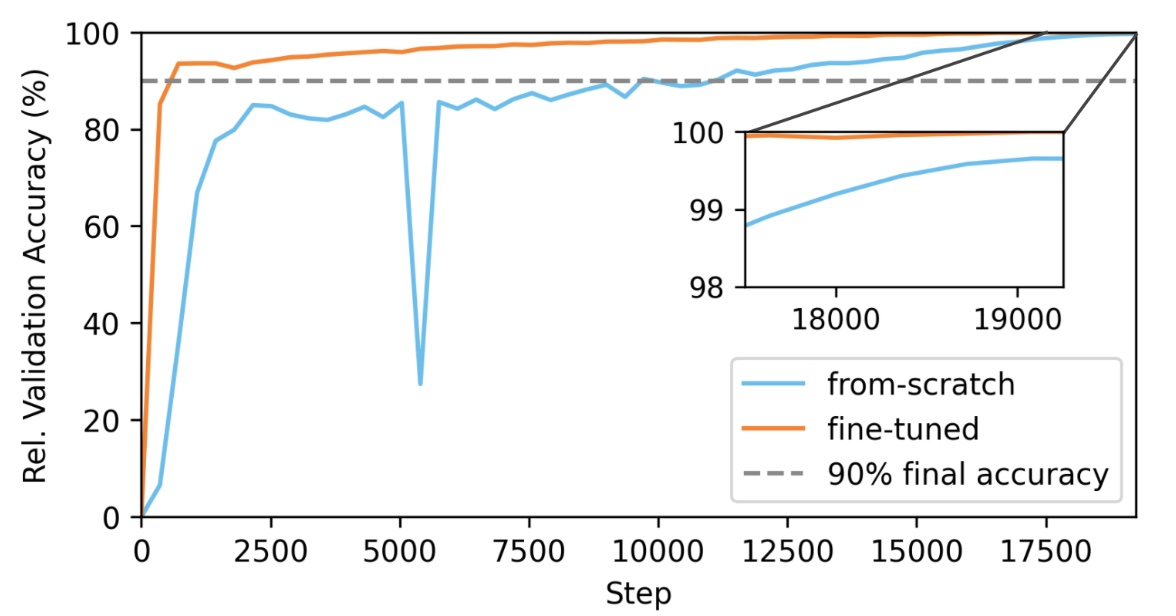 Rel. Validation Accuracy (%)
100
80
60
40
20
0
100
99
98
18000 19000
from-scratch
fine-tuned
90% final accuracy
0 2500 5000 7500 10000 12500 15000 17500
Step